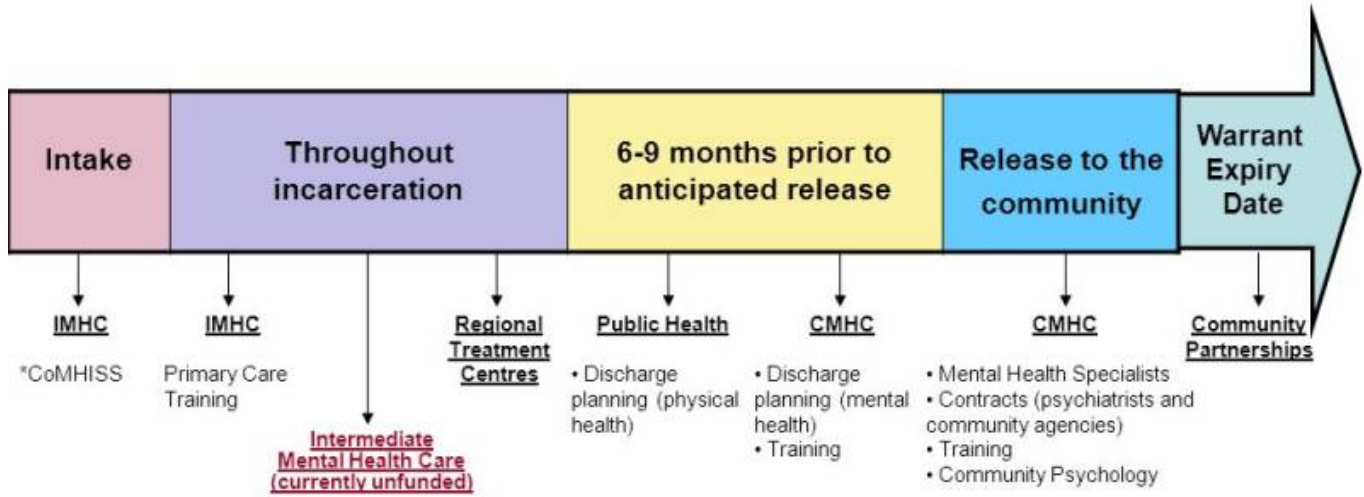 Intake
Throughout
incarceration
6-9 months prior to
anticipated release
Release to the
community
Warrant
Expiry
Date
IMHC
*CoMHISS
IMHC
Primary Care
Training
Intermediate
Mental Health Care
(currently unfunded)
Regional
Treatment
Centres
Public Health
• Discharge
planning (physical
health)
CMHC
• Discharge
planning (mental
health)
• Training
CMHC
• Mental Health Specialists
• Contracts (psychiatrists and
community agencies)
• Training
• Community Psychology
Community
Partnerships